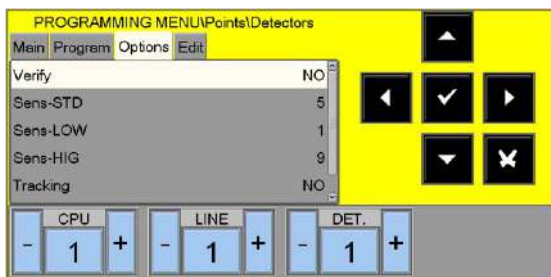 PROGRAMMING MENU\Points\Detectors
Main Program Options Edit
Verify NO
Sens-STD 5
Sens-LOW 1
Sens-HIG 9
Tracking NO
CPU LINE DET.
- 1 + - 1 + - 1 +